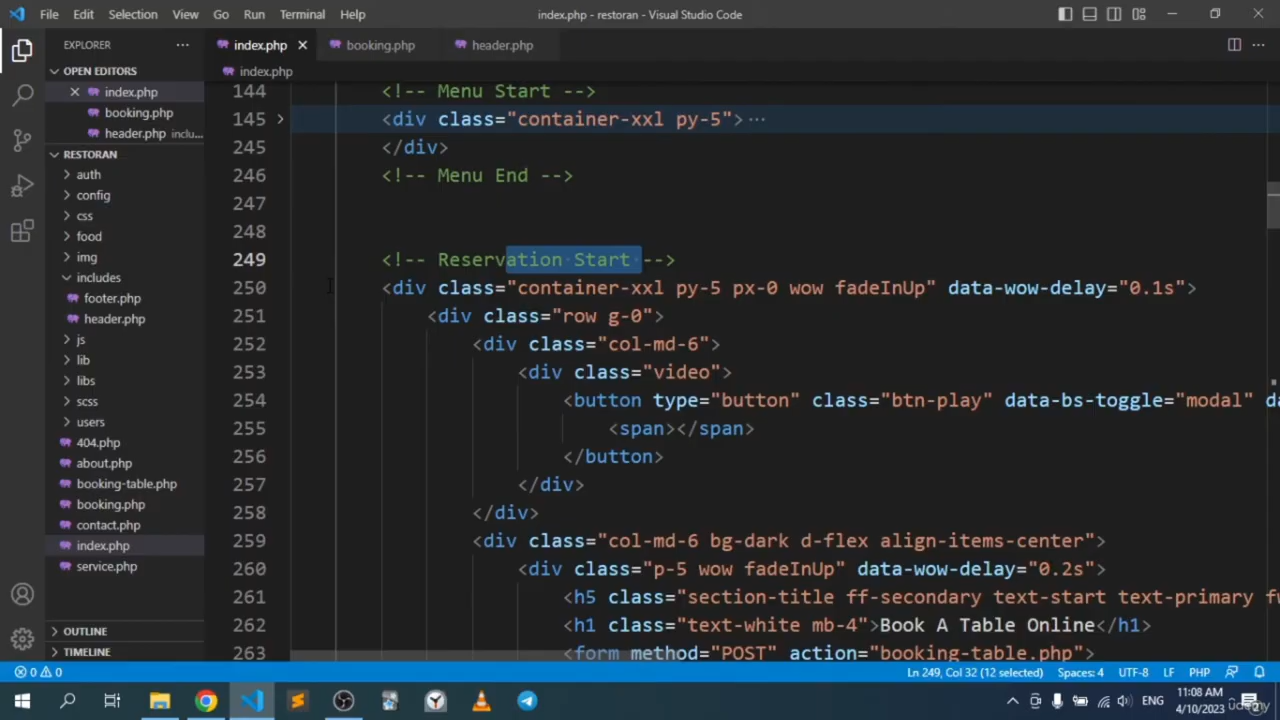 File Edit Selection View Go Run Terminal Help index.php - restoran - Visual Studio Code
EXPLORER
OPEN EDITORS
index.php
booking.php
header.php inclu...
RESTORAN
auth
config
css
food
img
includes
footer.php
header.php
js
lib
libs
scss
users
404.php
about.php
booking-table.php
booking.php
contact.php
index.php
service.php
OUTLINE
TIMELINE
index.php booking.php header.php
index.php
144 <!-- Menu Start -->
145 <div class="container-xxl py-5"> ···
245 </div>
246 <!-- Menu End -->
247
248
249 <!-- Reservation Start -->
250 <div class="container-xxl py-5 px-0 wow fadeInUp" data-wow-delay="0.1s">
251 <div class="row g-0">
252 <div class="col-md-6">
253 <div class="video">
254 <button type="button" class="btn-play" data-bs-toggle="modal" da
255 <span></span>
256 </button>
257 </div>
258 </div>
259 <div class="col-md-6 bg-dark d-flex align-items-center">
260 <div class="p-5 wow fadeInUp" data-wow-delay="0.2s">
261 <h5 class="section-title ff-secondary text-start text-primary fw
262 <h1 class="text-white mb-4">Book A Table Online</h1>
263 <form method="POST" action="booking-table.php">
0 0 Ln 249, Col 32 (12 selected) Spaces: 4 UTF-8 LF PHP
ENG 11:08 AM
4/10/2023
udemy